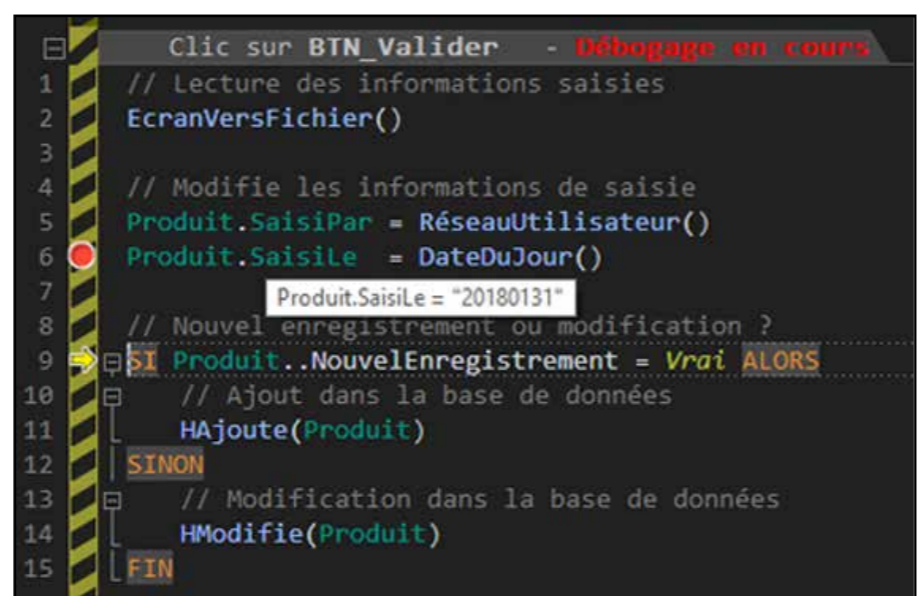 Clic sur BTN_Valider - Débogage en cours
1 // Lecture des informations saisies
2 EcranVersFichier()
3
4 // Modifie les informations de saisie
5 Produit.SaisiPar = RéseauUtilisateur()
6 Produit.SaisiLe = DateDuJour()
7 Produit.SaisiLe = "20180131"
8 // Nouvel enregistrement ou modification ?
9 SI Produit..NouvelEnregistrement = Vrai ALORS
10 // Ajout dans la base de données
11 HAjoute(Produit)
12 SINON
13 // Modification dans la base de données
14 HModifie(Produit)
15 FIN